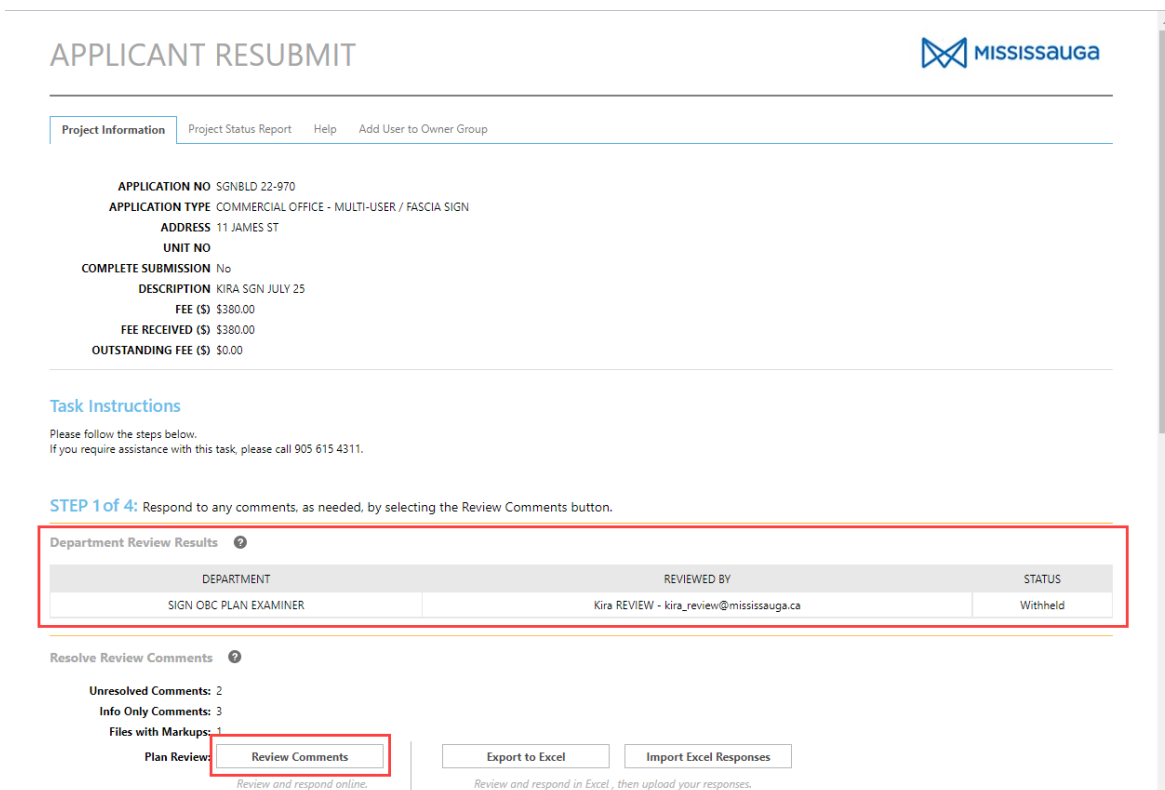 APPLICANT RESUBMIT
MISSISSauGa
Project Information Project Status Report Help Add User to Owner Group
APPLICATION NO SGNBLD 22-970
APPLICATION TYPE COMMERCIAL OFFICE - MULTI-USER / FASCIA SIGN
ADDRESS 11 JAMES ST
UNIT NO
COMPLETE SUBMISSION No
DESCRIPTION KIRA SGN JULY 25
FEE ($) $380.00
FEE RECEIVED ($) $380.00
OUTSTANDING FEE ($) $0.00
Task Instructions
Please follow the steps below.
If you require assistance with this task, please call 905 615 4311.
STEP 1 of 4: Respond to any comments, as needed, by selecting the Review Comments button.
Department Review Results ?
DEPARTMENT REVIEWED BY STATUS
SIGN OBC PLAN EXAMINER Kira REVIEW - kira_review@mississauga.ca Withheld
Resolve Review Comments ?
Unresolved Comments: 2
Info Only Comments: 3
Files with Markups: 1
Plan Review: Review Comments Export to Excel Import Excel Responses
Review and respond online. Review and respond in Excel , then upload your responses.